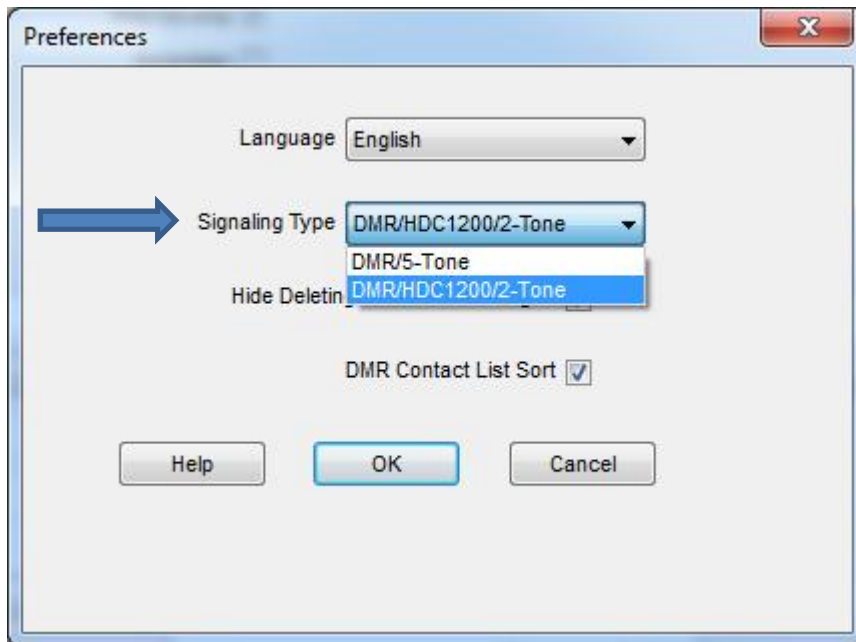 Preferences
Language English
Signaling Type DMR/HDC1200/2-Tone
DMR/5-Tone
Hide Deletin DMR/HDC1200/2-Tone
DMR Contact List Sort
Help OK Cancel